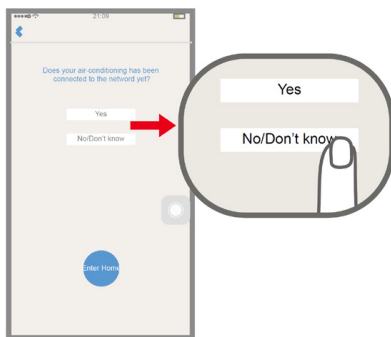 21:09
Does your air-conditioning has been
connected to the netword yet?
Yes
No/Don't know
Enter Home
Yes
No/Don't know